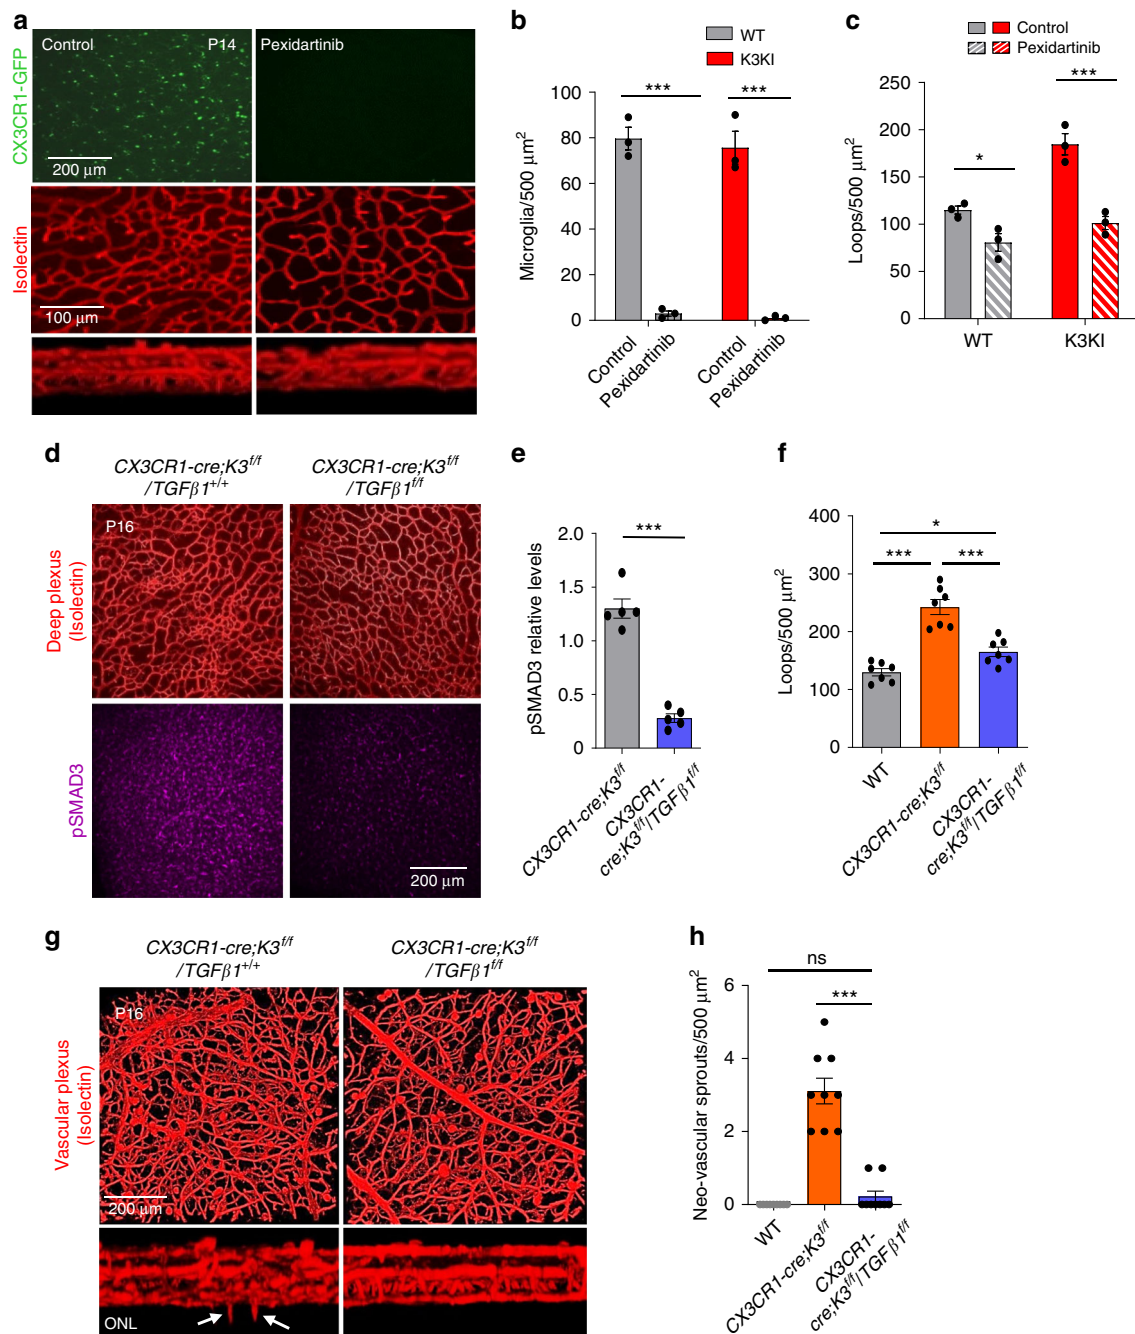 a
Control
P14
Pexidartinib
CX3CR1-GFP
200 μm
Isolectin
100 μm
b
WT
K3KI
Microglia/500 μm²
100
80
60
40
20
0
***
***
Control
Pexidartinib
Control
Pexidartinib
c
Control
Pexidartinib
Loops/500 μm²
250
200
150
100
50
0
*
***
WT
K3KI
d
CX3CR1-cre;K3f/f
/TGFβ1+/+
CX3CR1-cre;K3f/f
/TGFβ1f/f
P16
Deep plexus
(Isolectin)
pSMAD3
200 μm
e
pSMAD3 relative levels
2.0
1.5
1.0
0.5
0
***
CX3CR1-cre;K3f/f
CX3CR1-
cre;K3f/f/TGFβ1f/f
f
Loops/500 μm²
400
300
200
100
0
*
***
***
WT
CX3CR1-cre;K3f/f
CX3CR1-
cre;K3f/f/TGFβ1f/f
g
CX3CR1-cre;K3f/f
/TGFβ1+/+
CX3CR1-cre;K3f/f
/TGFβ1f/f
P16
Vascular plexus
(Isolectin)
200 μm
ONL
h
Neo-vascular sprouts/500 μm²
6
4
2
0
ns
***
WT
CX3CR1-cre;K3f/f
CX3CR1-
cre;K3f/f/TGFβ1f/f